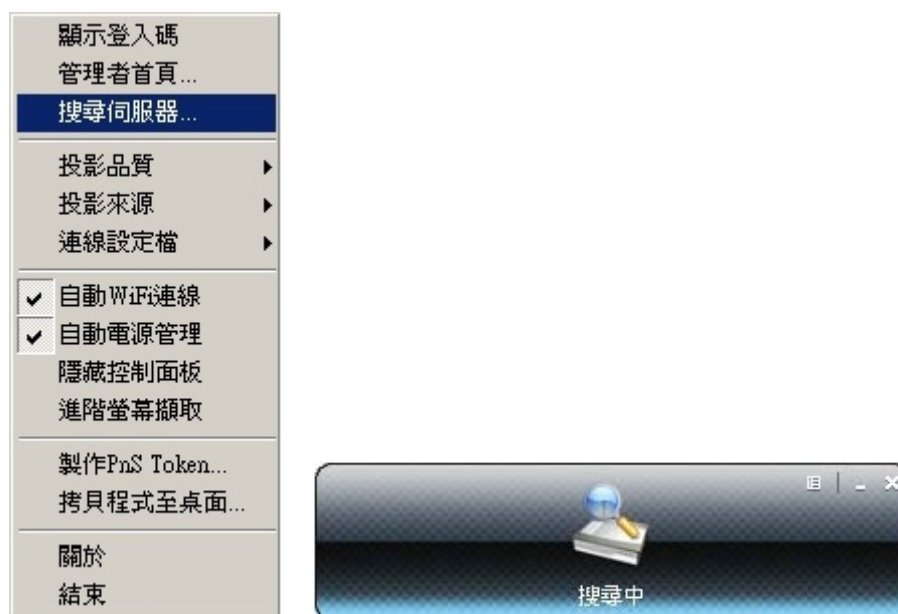 顯示登入碼
管理者首頁...
搜尋伺服器...
投影品質
投影來源
連線設定檔
自動WiFi連線
自動電源管理
隱藏控制面板
進階螢幕擷取
製作PnS Token...
拷貝程式至桌面...
關於
結束
搜尋中